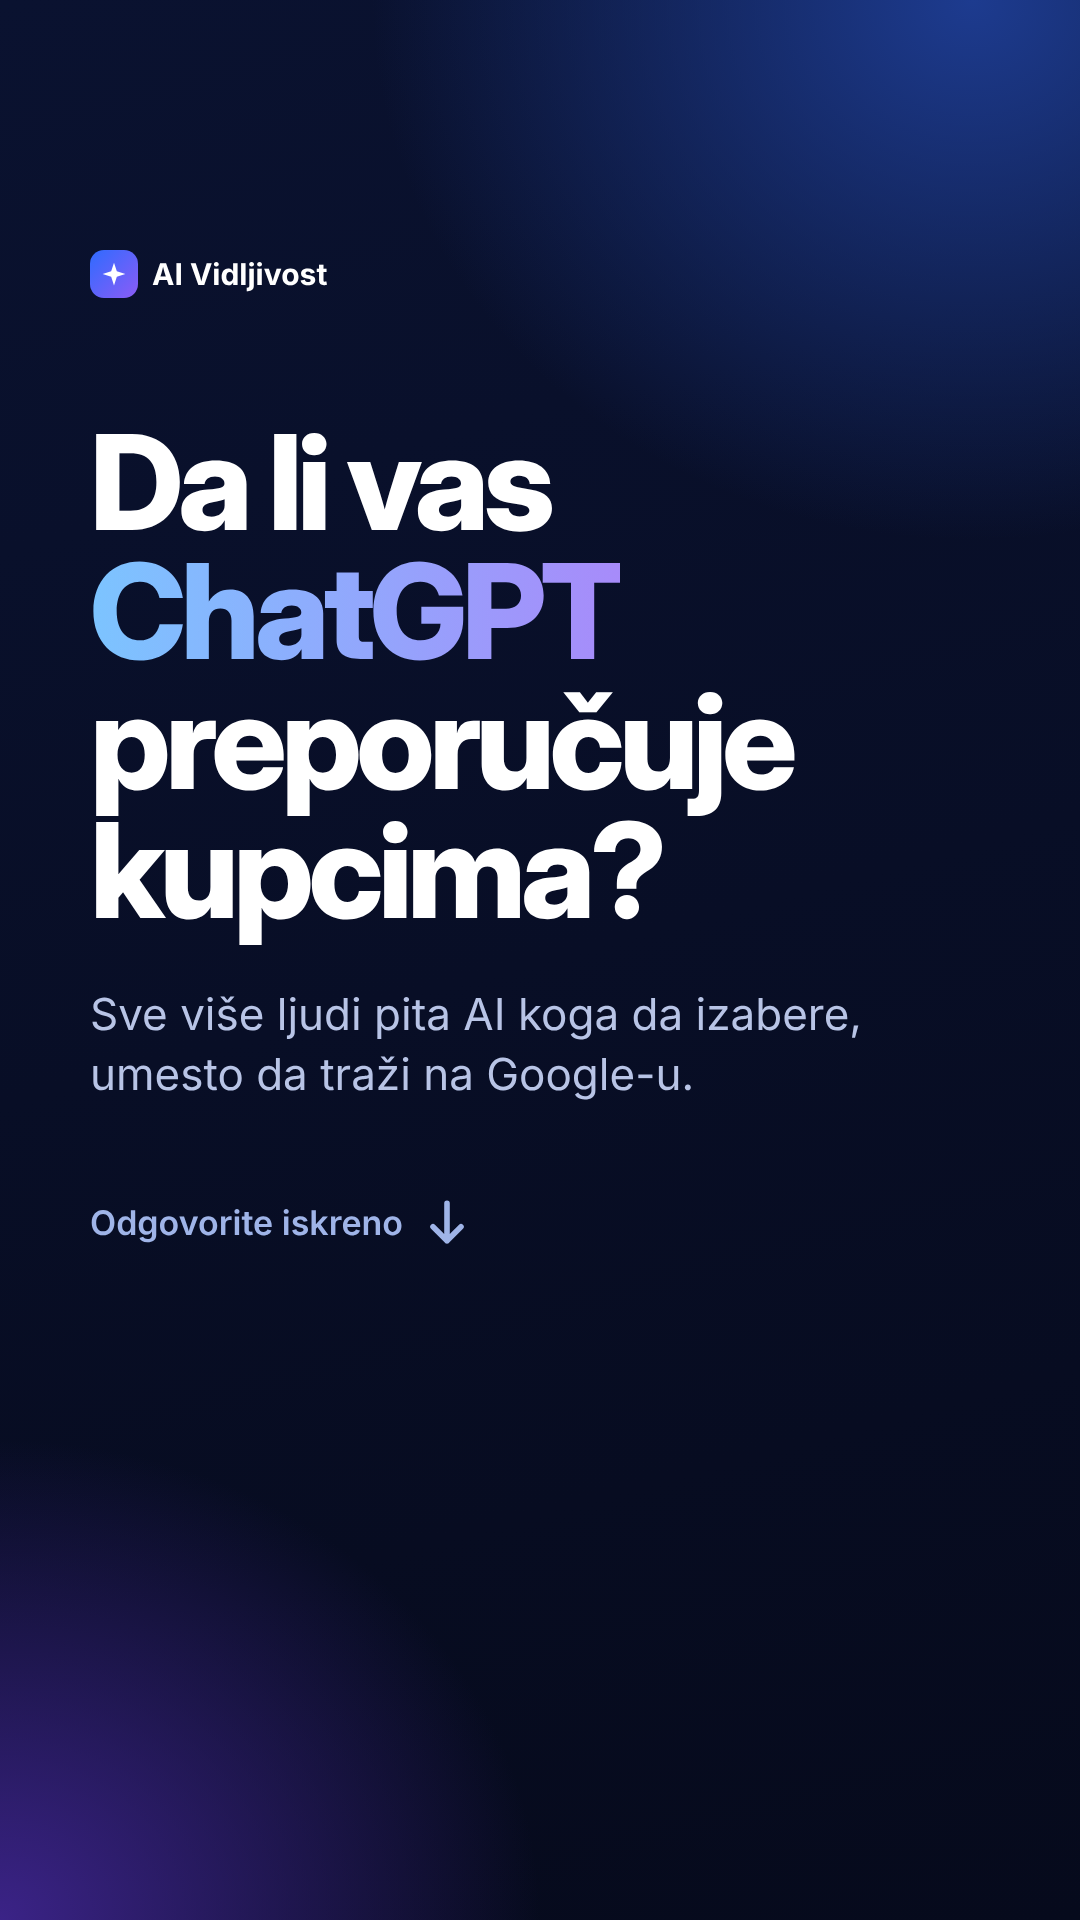 AI Vidljivost
Da li vas
ChatGPT
preporučuje
kupcima?
Sve više ljudi pita AI koga da izabere,
umesto da traži na Google-u.
Odgovorite iskreno